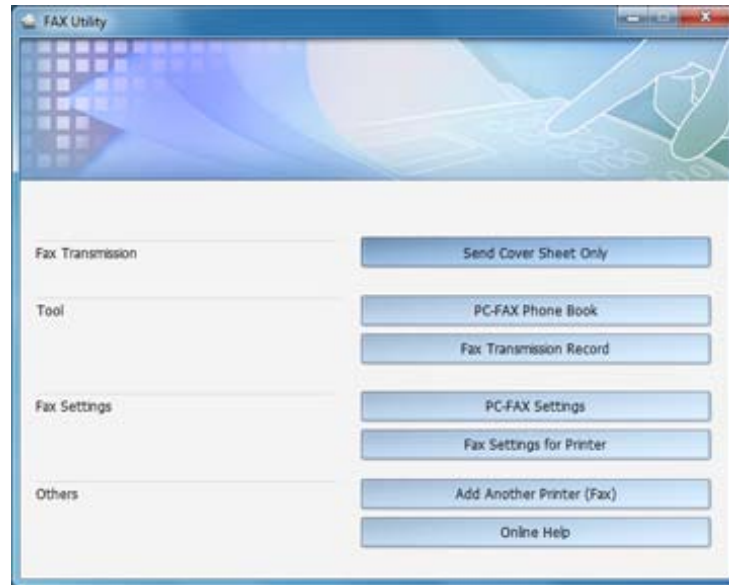 FAX Utility
Fax Transmission
Send Cover Sheet Only
Tool
PC-FAX Phone Book
Fax Transmission Record
Fax Settings
PC-FAX Settings
Fax Settings for Printer
Others
Add Another Printer (Fax)
Online Help